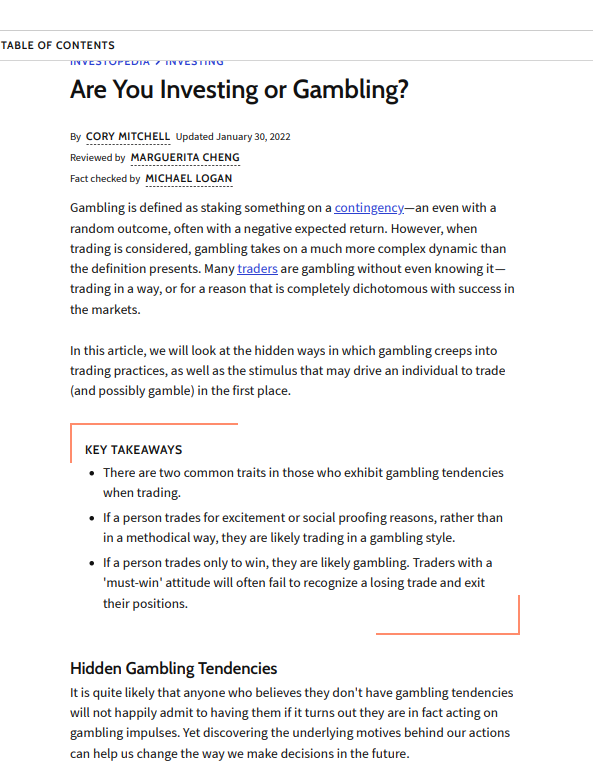 TABLE OF CONTENTS
INVESTOPEDIA > INVESTING
Are You Investing or Gambling?
By CORY MITCHELL Updated January 30, 2022
Reviewed by MARGUERITA CHENG
Fact checked by MICHAEL LOGAN
Gambling is defined as staking something on a contingency—an even with a
random outcome, often with a negative expected return. However, when
trading is considered, gambling takes on a much more complex dynamic than
the definition presents. Many traders are gambling without even knowing it—
trading in a way, or for a reason that is completely dichotomous with success in
the markets.
In this article, we will look at the hidden ways in which gambling creeps into
trading practices, as well as the stimulus that may drive an individual to trade
(and possibly gamble) in the first place.
KEY TAKEAWAYS
• There are two common traits in those who exhibit gambling tendencies
when trading.
• If a person trades for excitement or social proofing reasons, rather than
in a methodical way, they are likely trading in a gambling style.
• If a person trades only to win, they are likely gambling. Traders with a
'must-win' attitude will often fail to recognize a losing trade and exit
their positions.
Hidden Gambling Tendencies
It is quite likely that anyone who believes they don't have gambling tendencies
will not happily admit to having them if it turns out they are in fact acting on
gambling impulses. Yet discovering the underlying motives behind our actions
can help us change the way we make decisions in the future.